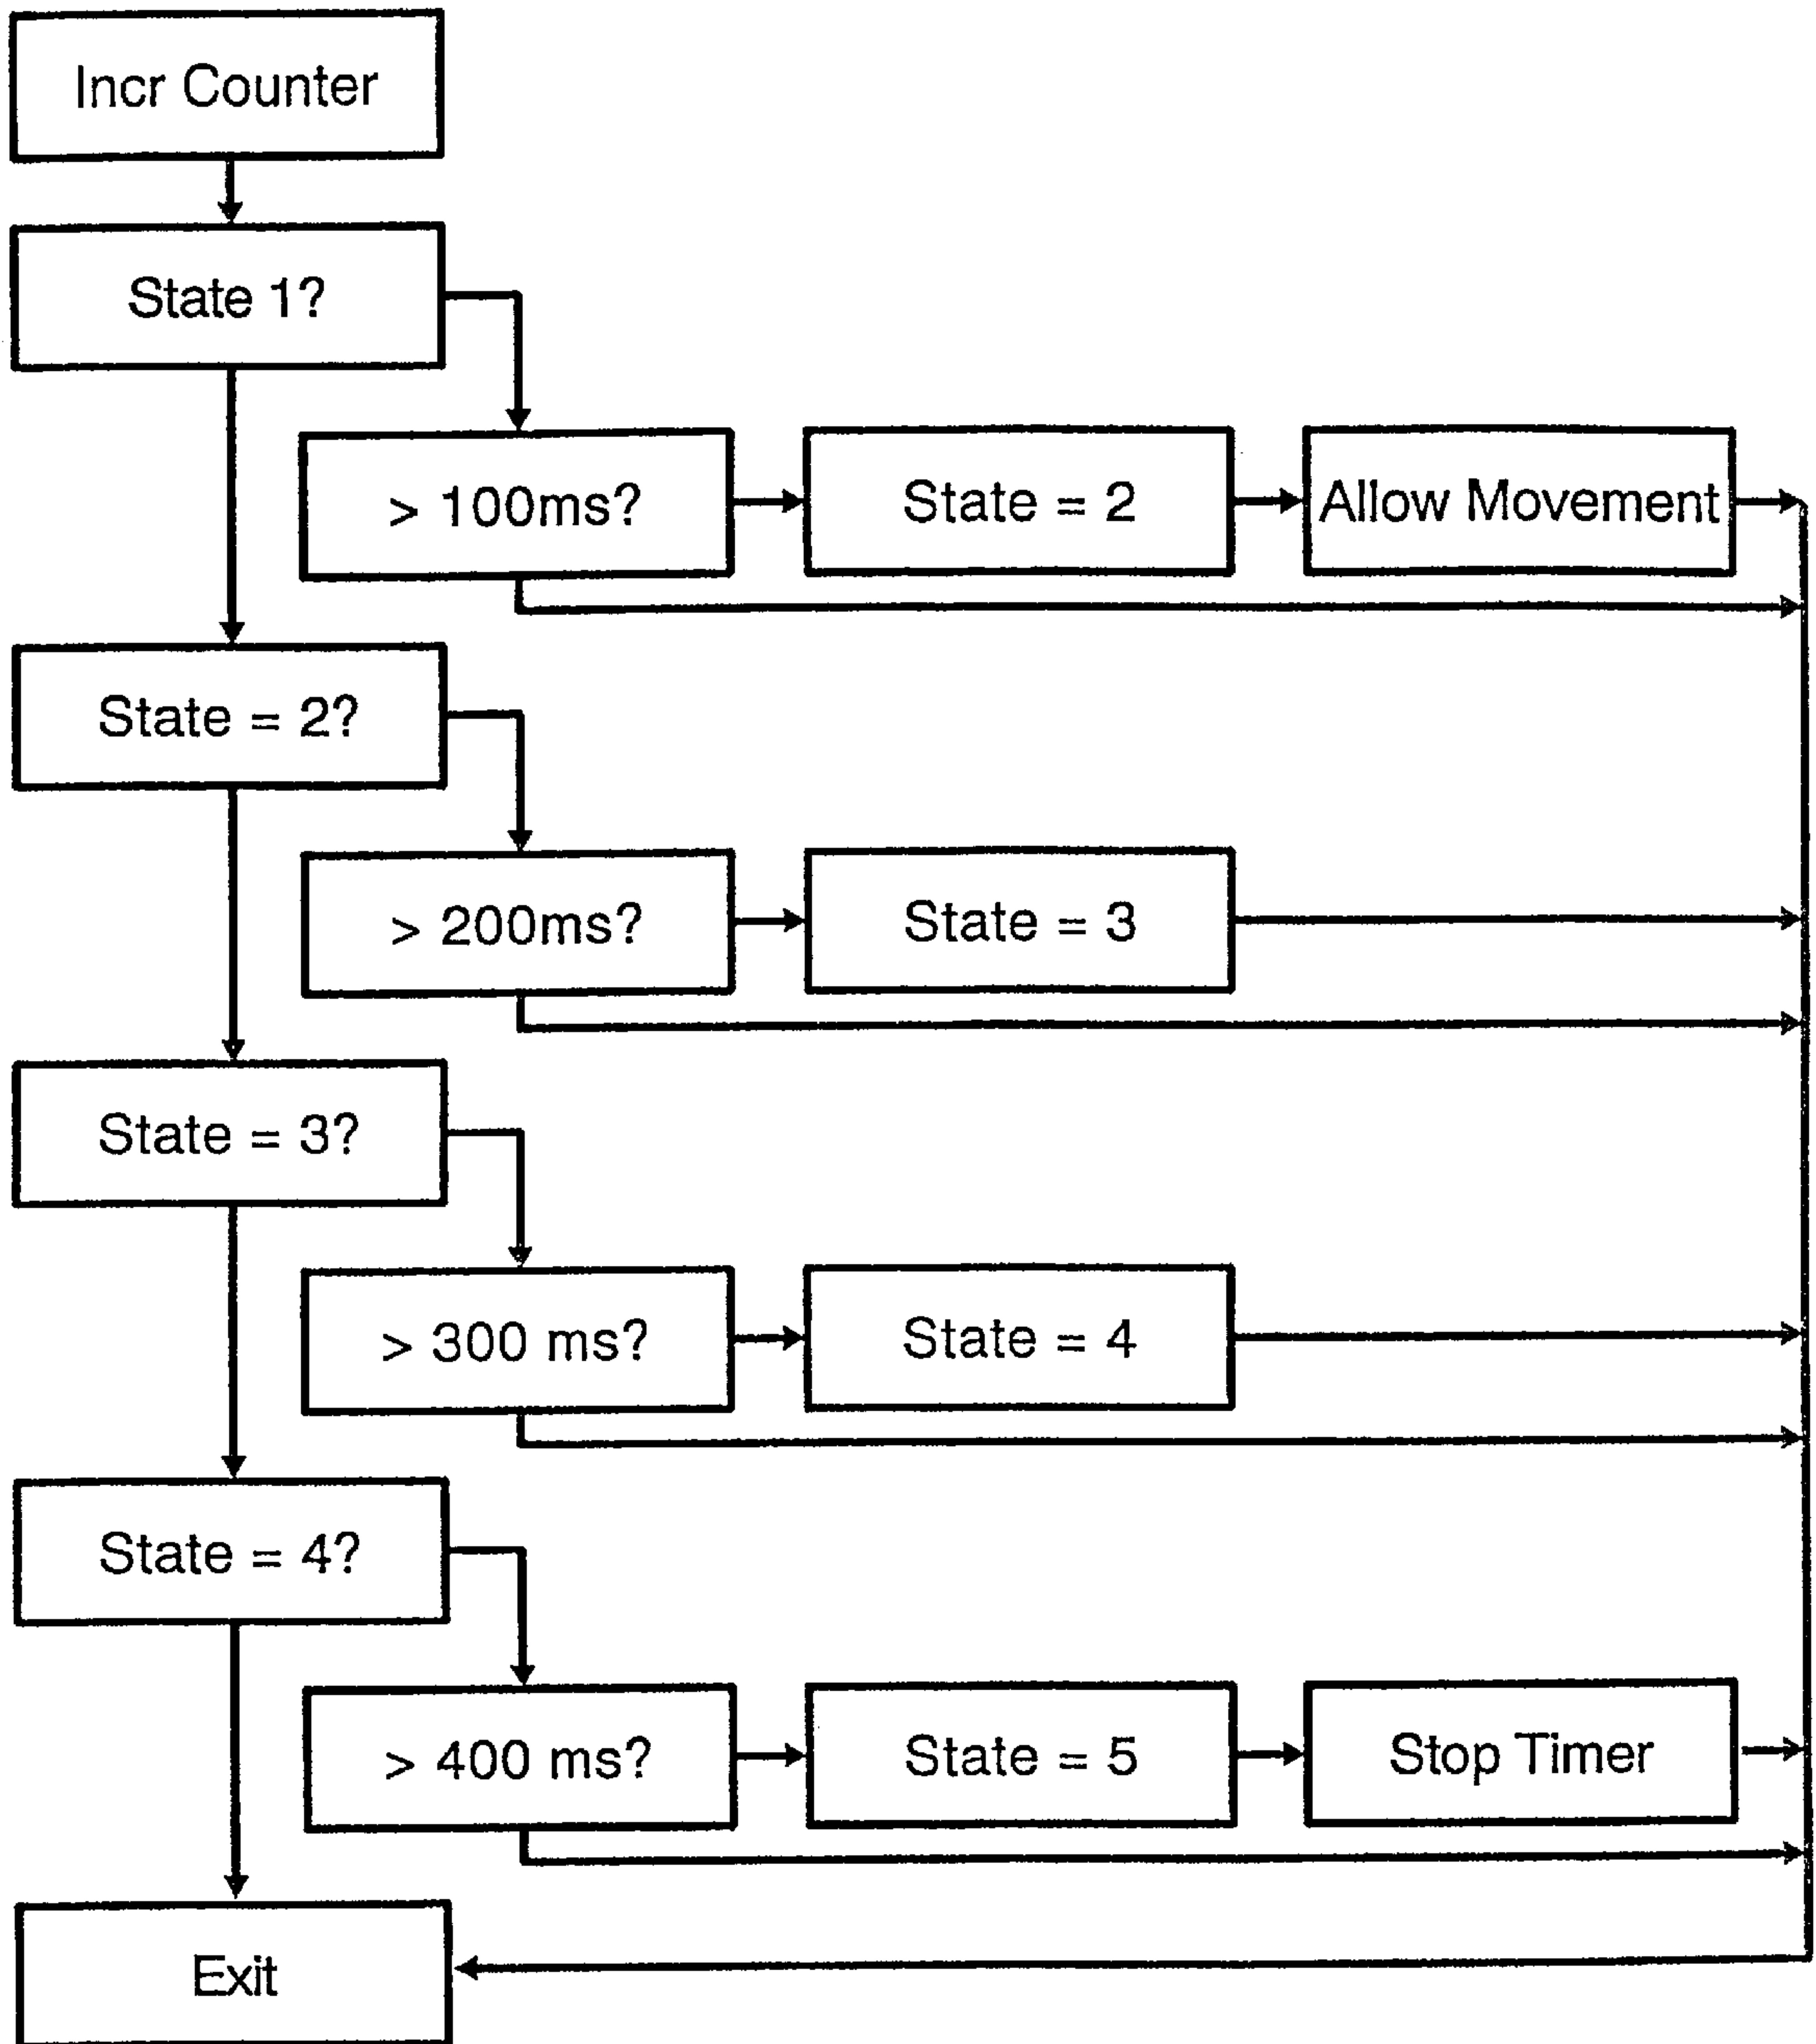 Incr Counter
State 1?
> 100ms?
State = 2
Allow Movement
State = 2?
> 200ms?
State = 3
State = 3?
> 300 ms?
State = 4
State = 4?
> 400 ms?
State = 5
Stop Timer
Exit